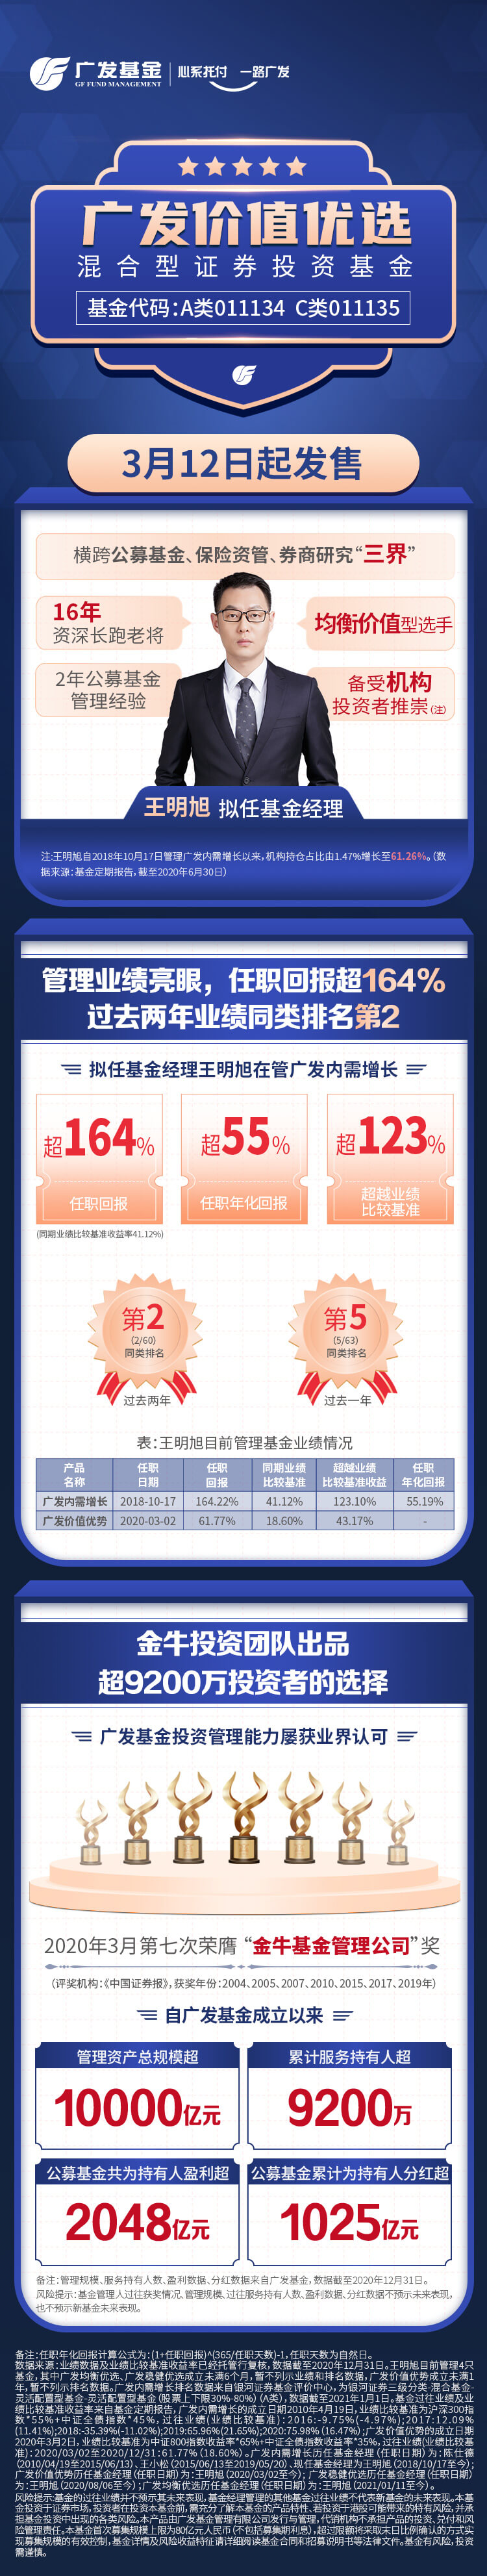 广发基金
GF FUND MANAGEMENT
心系托付 一路广发
广发价值优选
混合型证券投资基金
基金代码：A类011134 C类011135
3月12日起发售
横跨公募基金、保险资管、券商研究“三界”
16年
资深长跑老将
均衡价值型选手
2年公募基金
管理经验
备受机构
投资者推崇(注)
王明旭 拟任基金经理
注:王明旭自2018年10月17日管理广发内需增长以来，机构持仓占比由1.47%增长至61.26%。（数
据来源：基金定期报告，截至2020年6月30日）
管理业绩亮眼，任职回报超164%
过去两年业绩同类排名第2
拟任基金经理王明旭在管广发内需增长
超164%
任职回报
超55%
任职年化回报
超123%
超越业绩
比较基准
(同期业绩比较基准收益率41.12%)
第2
(2/60)
同类排名
过去两年
第5
(5/63)
同类排名
过去一年
表：王明旭目前管理基金业绩情况
产品名称 任职日期 任职回报 同期业绩比较基准 超越业绩比较基准收益 任职年化回报
广发内需增长 2018-10-17 164.22% 41.12% 123.10% 55.19%
广发价值优势 2020-03-02 61.77% 18.60% 43.17% -
金牛投资团队出品
超9200万投资者的选择
广发基金投资管理能力屡获业界认可
2020年3月第七次荣膺“金牛基金管理公司”奖
（评奖机构：《中国证券报》，获奖年份：2004、2005、2007、2010、2015、2017、2019年）
自广发基金成立以来
管理资产总规模超
10000亿元
累计服务持有人超
9200万
公募基金共为持有人盈利超
2048亿元
公募基金累计为持有人分红超
1025亿元
备注：管理规模、服务持有人数、盈利数据、分红数据来自广发基金，数据截至2020年12月31日。
风险提示：基金管理人过往获奖情况、管理规模、过往服务持有人数、盈利数据、分红数据不预示未来表现，
也不预示新基金未来表现。
备注：任职年化回报计算公式为：(1+任职回报)^(365/任职天数)-1，任职天数为自然日。
数据来源：业绩数据及业绩比较基准收益率已经托管行复核，数据截至2020年12月31日。王明旭目前管理4只
基金，其中广发均衡优选、广发稳健优选成立未满6个月，暂不列示业绩和排名数据，广发价值优势成立未满1
年，暂不列示排名数据。广发内需增长排名数据来自银河证券基金评价中心，为银河证券三级分类-混合基金-
灵活配置型基金-灵活配置型基金（股票上下限30%-80%）（A类），数据截至2021年1月1日。基金过往业绩及业
绩比较基准收益率来自基金定期报告，广发内需增长的成立日期2010年4月19日，业绩比较基准为沪深300指
数*55%+中证全债指数*45%，过往业绩(业绩比较基准)：2016:-9.75%(-4.97%);2017:12.09%
(11.41%);2018:-35.39%(-11.02%);2019:65.96%(21.65%);2020:75.98%(16.47%);广发价值优势的成立日期
2020年3月2日，业绩比较基准为中证800指数收益率*65%+中证全债指数收益率*35%，过往业绩(业绩比较基
准)：2020/03/02至2020/12/31:61.77%(18.60%)。广发内需增长历任基金经理（任职日期）为：陈仕德
（2010/04/19至2015/06/13）、王小松（2015/06/13至2019/05/20）、现任基金经理为王明旭（2018/10/17至今）;
广发价值优势历任基金经理（任职日期）为：王明旭（2020/03/02至今）；广发稳健优选历任基金经理（任职日期）
为：王明旭（2020/08/06至今）;广发均衡优选历任基金经理（任职日期）为：王明旭（2021/01/11至今）。
风险提示:基金的过往业绩并不预示其未来表现，基金经理管理的其他基金过往业绩不代表新基金的未来表现。本基
金投资于证券市场，投资者在投资本基金前，需充分了解本基金的产品特性、若投资于港股可能带来的特有风险，并承
担基金投资中出现的各类风险。本产品由广发基金管理有限公司发行与管理，代销机构不承担产品的投资、兑付和风
险管理责任。本基金首次募集规模上限为80亿元人民币（不包括募集期利息），超过限额将采取末日比例确认的方式实
现募集规模的有效控制，基金详情及风险收益特征请详细阅读基金合同和招募说明书等法律文件。基金有风险，投资
需谨慎。